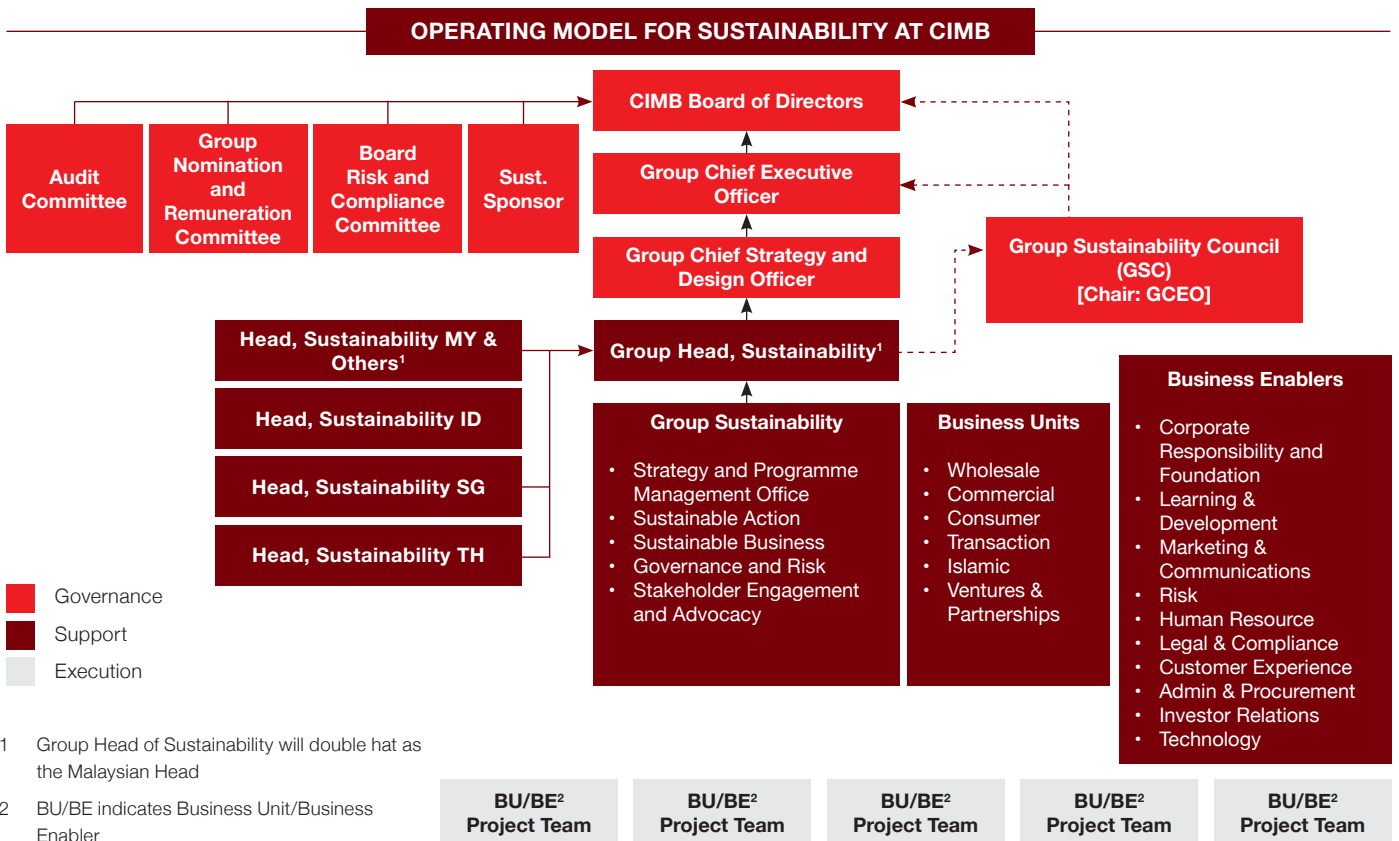 OPERATING MODEL FOR SUSTAINABILITY AT CIMB
CIMB Board of Directors
Audit
Committee
Group
Nomination
and
Remuneration
Committee
Board
Risk and
Compliance
Committee
Sust.
Sponsor
Group Chief Executive
Officer
Group Chief Strategy and
Design Officer
Group Sustainability Council
(GSC)
[Chair: GCEO]
Head, Sustainability MY &
Others¹
Group Head, Sustainability¹
Head, Sustainability ID
Head, Sustainability SG
Head, Sustainability TH
Group Sustainability
• Strategy and Programme
Management Office
• Sustainable Action
• Sustainable Business
• Governance and Risk
• Stakeholder Engagement
and Advocacy
Business Units
• Wholesale
• Commercial
• Consumer
• Transaction
• Islamic
• Ventures &
Partnerships
Business Enablers
• Corporate
Responsibility and
Foundation
• Learning &
Development
• Marketing &
Communications
• Risk
• Human Resource
• Legal & Compliance
• Customer Experience
• Admin & Procurement
• Investor Relations
• Technology
Governance
Support
Execution
1 Group Head of Sustainability will double hat as
the Malaysian Head
2 BU/BE indicates Business Unit/Business
Enabler
BU/BE²
Project Team
BU/BE²
Project Team
BU/BE²
Project Team
BU/BE²
Project Team
BU/BE²
Project Team